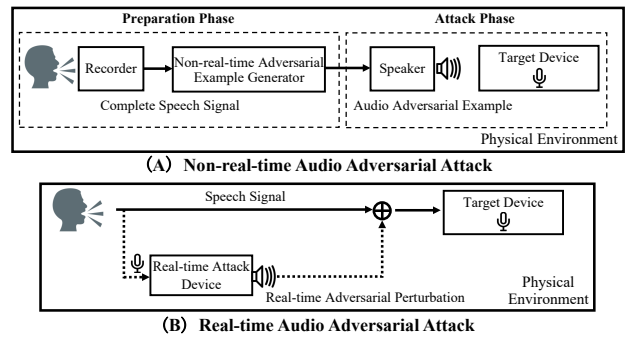 Preparation Phase
Attack Phase
Recorder
Non-real-time Adversarial
Example Generator
Speaker
Target Device
Complete Speech Signal
Audio Adversarial Example
Physical Environment
(A) Non-real-time Audio Adversarial Attack
Speech Signal
Target Device
Real-time Attack
Device
Real-time Adversarial Perturbation
Physical
Environment
(B) Real-time Audio Adversarial Attack